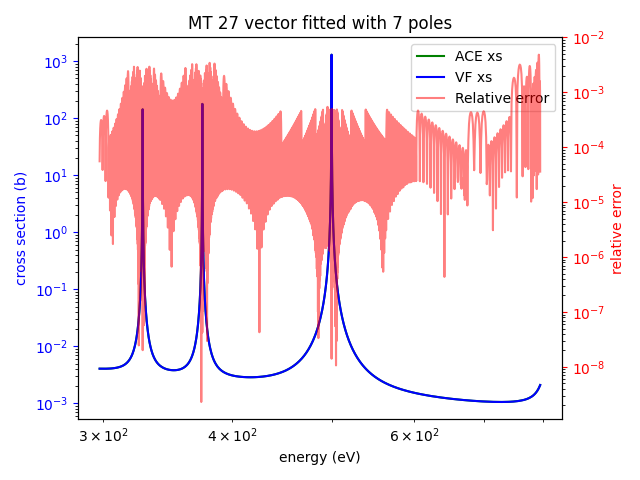 MT 27 vector fitted with 7 poles
ACE xs
VF xs
Relative error
cross section (b)
10³
10²
10¹
10⁰
10⁻¹
10⁻²
10⁻³
10⁻²
10⁻³
10⁻⁴
10⁻⁵
10⁻⁶
10⁻⁷
10⁻⁸
relative error
3 × 10² 4 × 10² 6 × 10²
energy (eV)